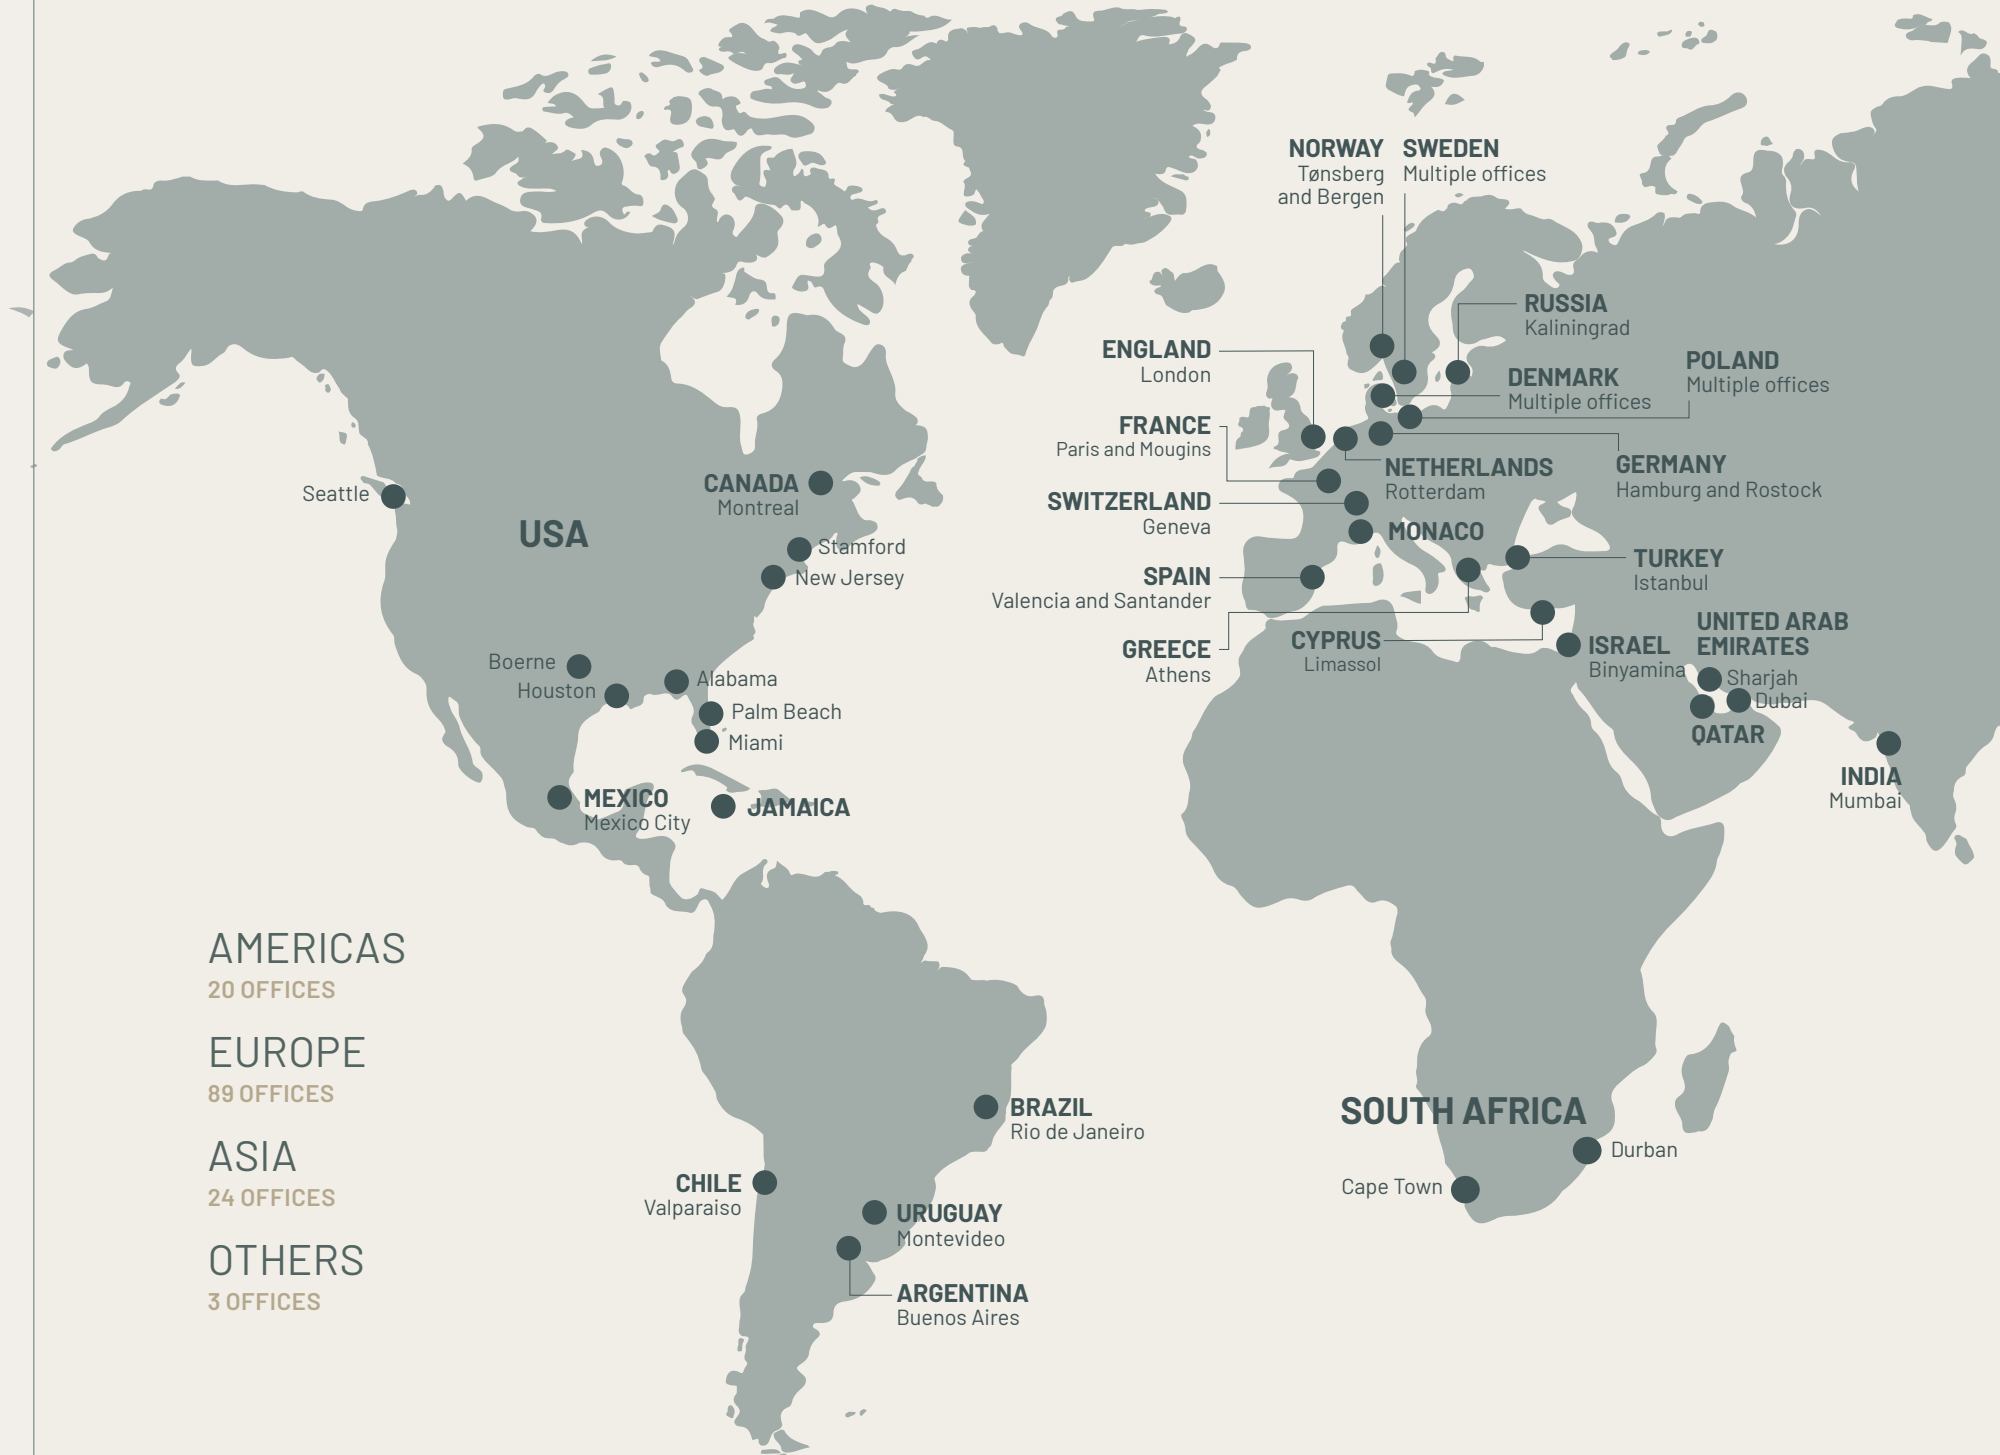 NORWAY
Tønsberg
and Bergen
SWEDEN
Multiple offices
RUSSIA
Kaliningrad
ENGLAND
London
DENMARK
Multiple offices
POLAND
Multiple offices
FRANCE
Paris and Mougins
NETHERLANDS
Rotterdam
GERMANY
Hamburg and Rostock
SWITZERLAND
Geneva
MONACO
SPAIN
Valencia and Santander
TURKEY
Istanbul
GREECE
Athens
CYPRUS
Limassol
ISRAEL
Binyamina
UNITED ARAB
EMIRATES
Sharjah
Dubai
QATAR
INDIA
Mumbai
Seattle
USA
CANADA
Montreal
Stamford
New Jersey
Boerne
Houston
Alabama
Palm Beach
Miami
MEXICO
Mexico City
JAMAICA
AMERICAS
20 OFFICES
EUROPE
89 OFFICES
ASIA
24 OFFICES
OTHERS
3 OFFICES
BRAZIL
Rio de Janeiro
CHILE
Valparaiso
URUGUAY
Montevideo
ARGENTINA
Buenos Aires
SOUTH AFRICA
Durban
Cape Town